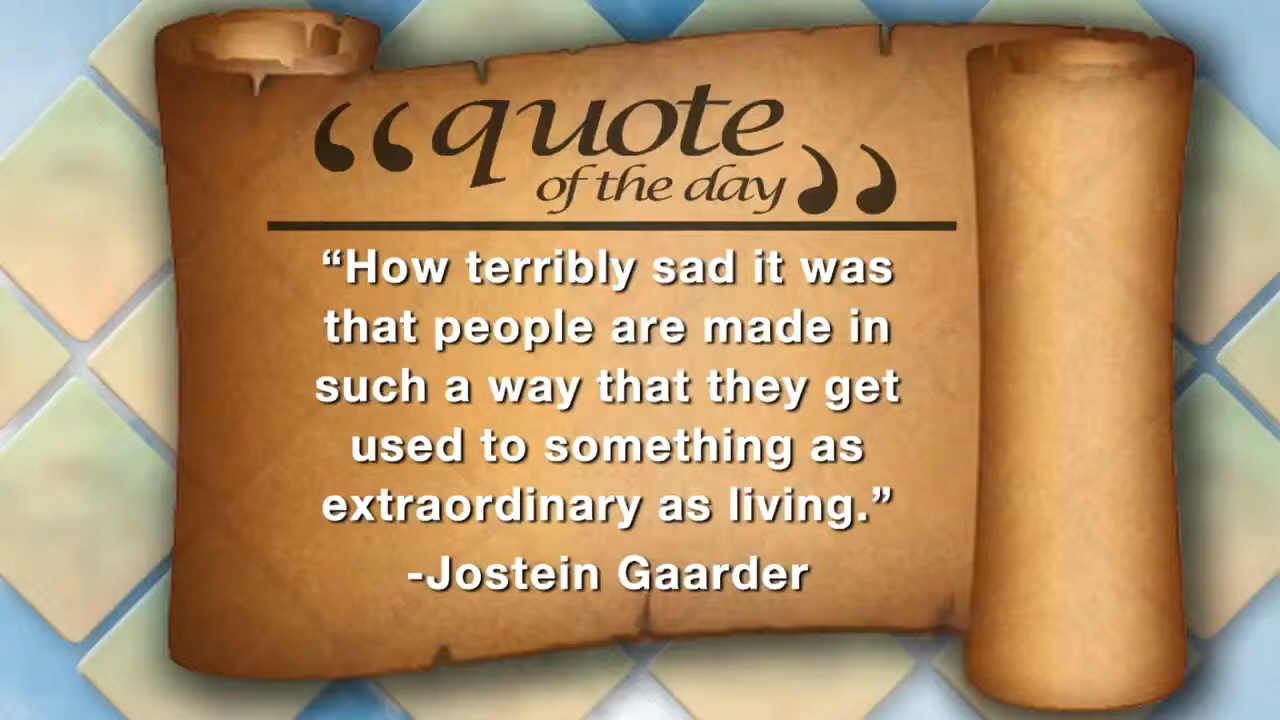 “quote
of the day”
“How terribly sad it was
that people are made in
such a way that they get
used to something as
extraordinary as living.”
-Jostein Gaarder